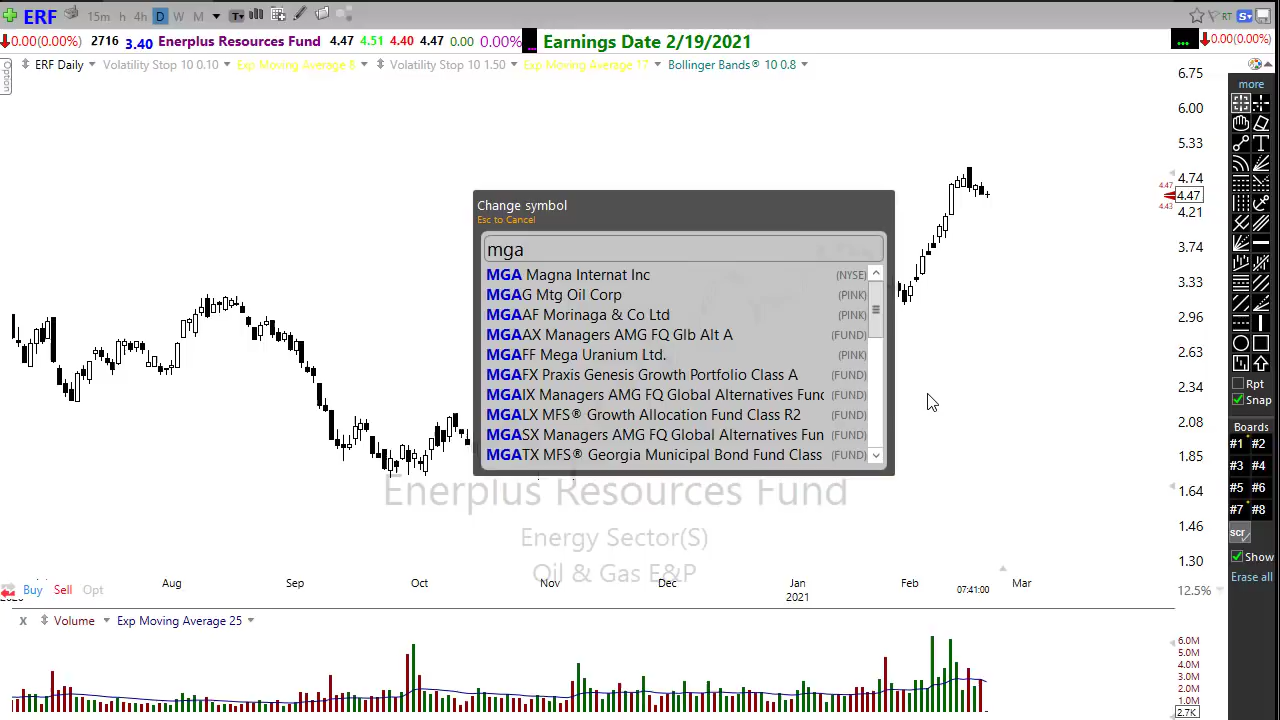 ERF 15m h 4h D W M T RT S
0.00(0.00%) 2716 3.40 Enerplus Resources Fund 4.47 4.51 4.40 4.47 0.00 0.00% ... Earnings Date 2/19/2021 ... 0.00(0.00%)
Option
ERF Daily Volatility Stop 10 0.10 Exp Moving Average 8 Volatility Stop 10 1.50 Exp Moving Average 17 Bollinger Bands® 10 0.8
6.75
6.00
5.33
4.74
4.47
4.47
4.43
4.21
3.74
3.33
2.96
2.63
2.34
2.08
1.85
1.64
1.46
1.30
more
T
Rpt
Snap
Boards
#1 #2
#3 #4
#5 #6
#7 #8
scr
Show
Erase all
Change symbol
Esc to Cancel
mga
MGA Magna Internat Inc (NYSE)
MGAG Mtg Oil Corp (PINK)
MGAAF Morinaga & Co Ltd (PINK)
MGAAX Managers AMG FQ Glb Alt A (FUND)
MGAFF Mega Uranium Ltd. (PINK)
MGAFX Praxis Genesis Growth Portfolio Class A (FUND)
MGAIX Managers AMG FQ Global Alternatives Func (FUND)
MGALX MFS® Growth Allocation Fund Class R2 (FUND)
MGASX Managers AMG FQ Global Alternatives Fun (FUND)
MGATX MFS® Georgia Municipal Bond Fund Class (FUND)
Enerplus Resources Fund
Energy Sector(S)
Oil & Gas E&P
Buy Sell Opt
Aug Sep Oct Nov Dec Jan Feb Mar
2021 07:41:00 12.5%
x Volume Exp Moving Average 25
6.0M
5.0M
4.0M
3.0M
2.0M
1.0M
2.7K